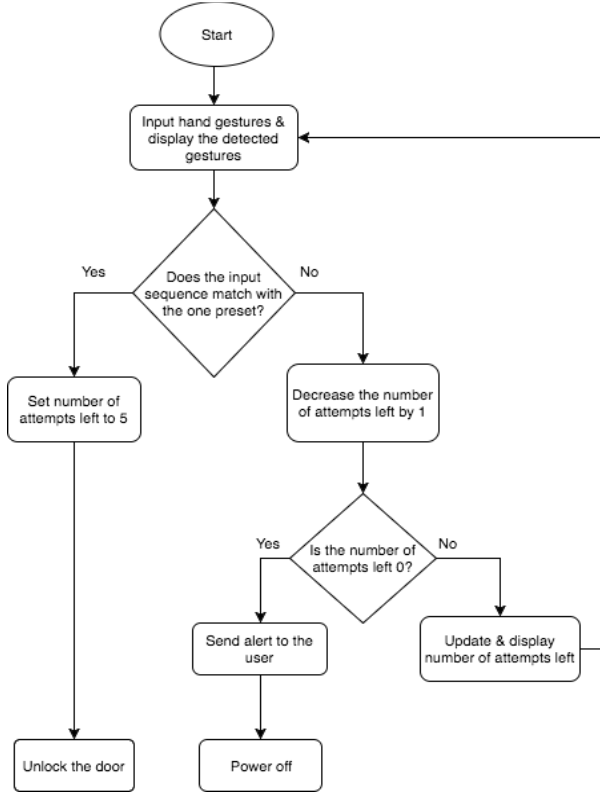 Start
Input hand gestures &
display the detected
gestures
Yes
No
Does the input
sequence match with
the one preset?
Set number of
attempts left to 5
Decrease the number
of attempts left by 1
Yes
No
Is the number of
attempts left 0?
Send alert to the
user
Update & display
number of attempts left
Unlock the door
Power off